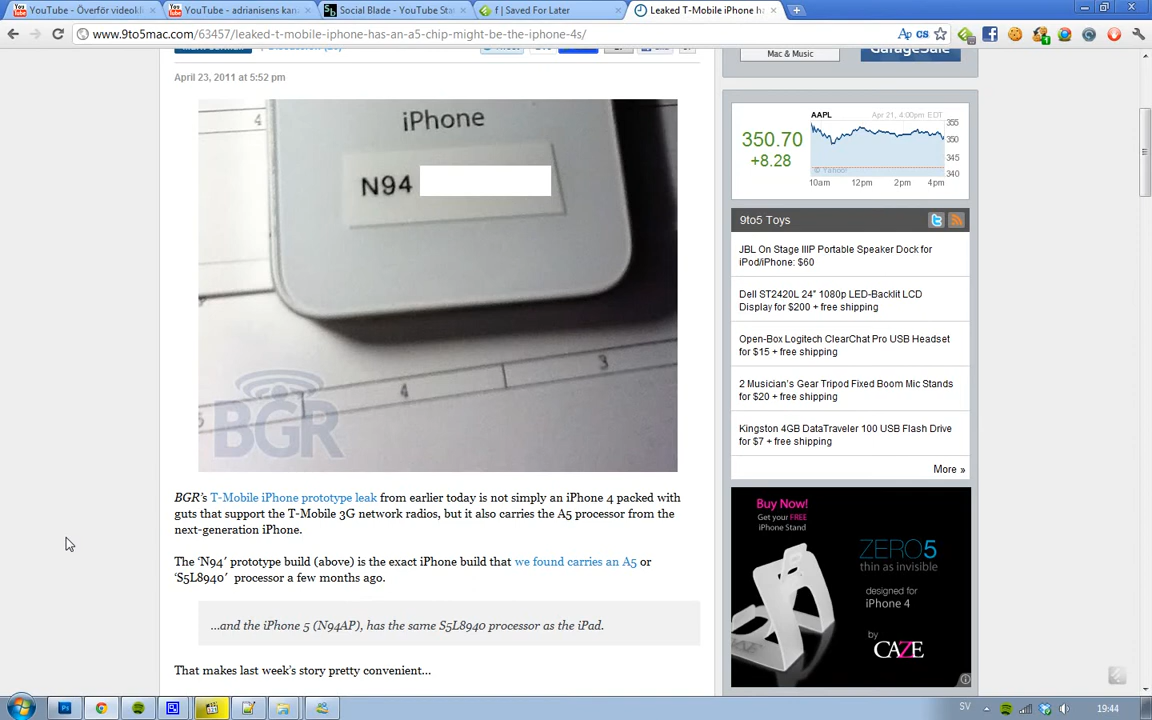 YouTube - Överför videokli
YouTube - adrianisens kan
Social Blade - YouTube Sta
f | Saved For Later
Leaked T-Mobile iPhone ha
www.9to5mac.com/63457/leaked-t-mobile-iphone-has-an-a5-chip-might-be-the-iphone-4s/
April 23, 2011 at 5:52 pm
4
iPhone
N94
4
3
BGR
BGR's T-Mobile iPhone prototype leak from earlier today is not simply an iPhone 4 packed with
guts that support the T-Mobile 3G network radios, but it also carries the A5 processor from the
next-generation iPhone.
The 'N94′ prototype build (above) is the exact iPhone build that we found carries an A5 or
'S5L8940′ processor a few months ago.
...and the iPhone 5 (N94AP), has the same S5L8940 processor as the iPad.
That makes last week's story pretty convenient...
Mac & Music
GarageSale
AAPL
Apr 21, 4:00pm EDT
350.70
+8.28
355
350
345
340
© Yahoo!
10am 12pm 2pm 4pm
9to5 Toys
JBL On Stage IIIP Portable Speaker Dock for
iPod/iPhone: $60
Dell ST2420L 24" 1080p LED-Backlit LCD
Display for $200 + free shipping
Open-Box Logitech ClearChat Pro USB Headset
for $15 + free shipping
2 Musician's Gear Tripod Fixed Boom Mic Stands
for $20 + free shipping
Kingston 4GB DataTraveler 100 USB Flash Drive
for $7 + free shipping
More »
Buy Now!
Get your FREE
iPhone Stand
ZERO5
thin as invisible
designed for
iPhone 4
by
CAZE
SV
19:44